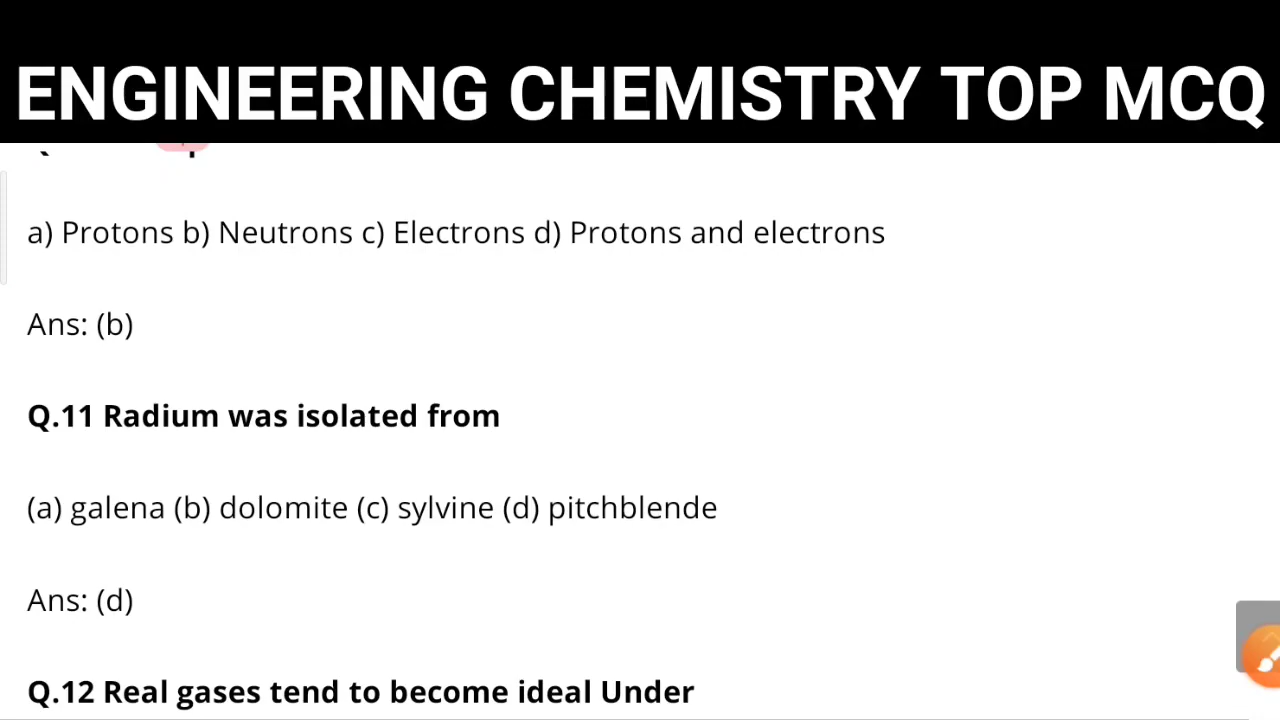 ENGINEERING CHEMISTRY TOP MCQ
a) Protons b) Neutrons c) Electrons d) Protons and electrons
Ans: (b)
Q.11 Radium was isolated from
(a) galena (b) dolomite (c) sylvine (d) pitchblende
Ans: (d)
Q.12 Real gases tend to become ideal Under